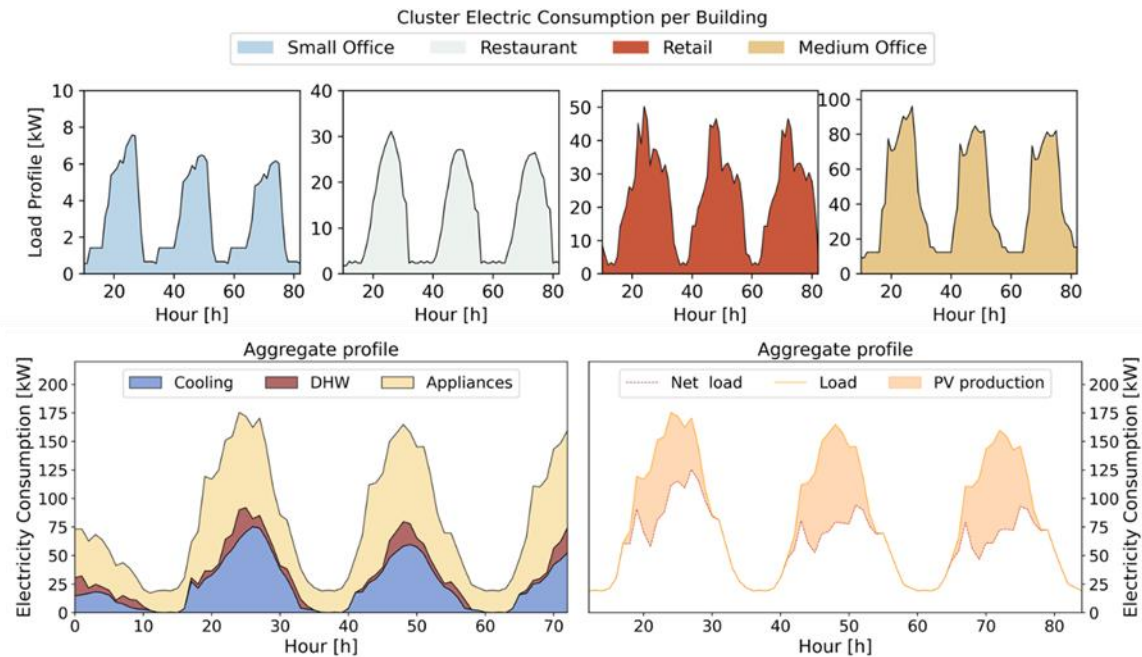 Cluster Electric Consumption per Building
Small Office Restaurant Retail Medium Office
Load Profile [kW]
10
8
6
4
2
0
20 40 60 80
Hour [h]
40
30
20
10
0
20 40 60 80
Hour [h]
50
40
30
20
10
0
20 40 60 80
Hour [h]
100
80
60
40
20
0
20 40 60 80
Hour [h]
Aggregate profile
Cooling DHW Appliances
Electricity Consumption [kW]
200
175
150
125
100
75
50
25
0
0 10 20 30 40 50 60 70
Hour [h]
Aggregate profile
Net load Load PV production
200
175
150
125
100
75
50
25
0
Electricity Consumption [kW]
20 30 40 50 60 70 80
Hour [h]